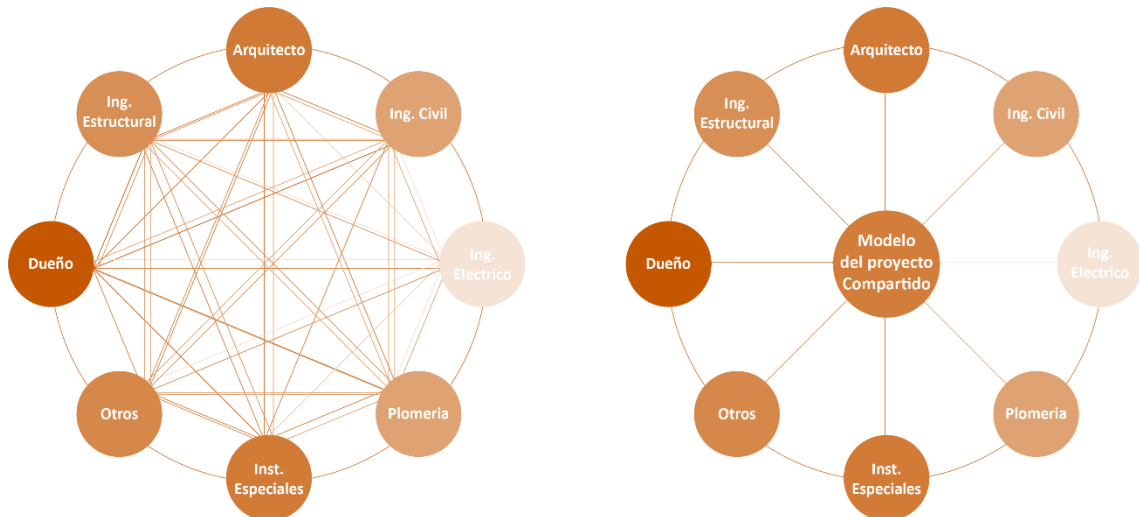 Arquitecto
Ing.
Estructural
Ing. Civil
Dueño
Ing.
Electrico
Otros
Plomeria
Inst.
Especiales
Arquitecto
Ing.
Estructural
Ing. Civil
Dueño
Modelo
del proyecto
Compartido
Ing.
Electrico
Otros
Plomeria
Inst.
Especiales